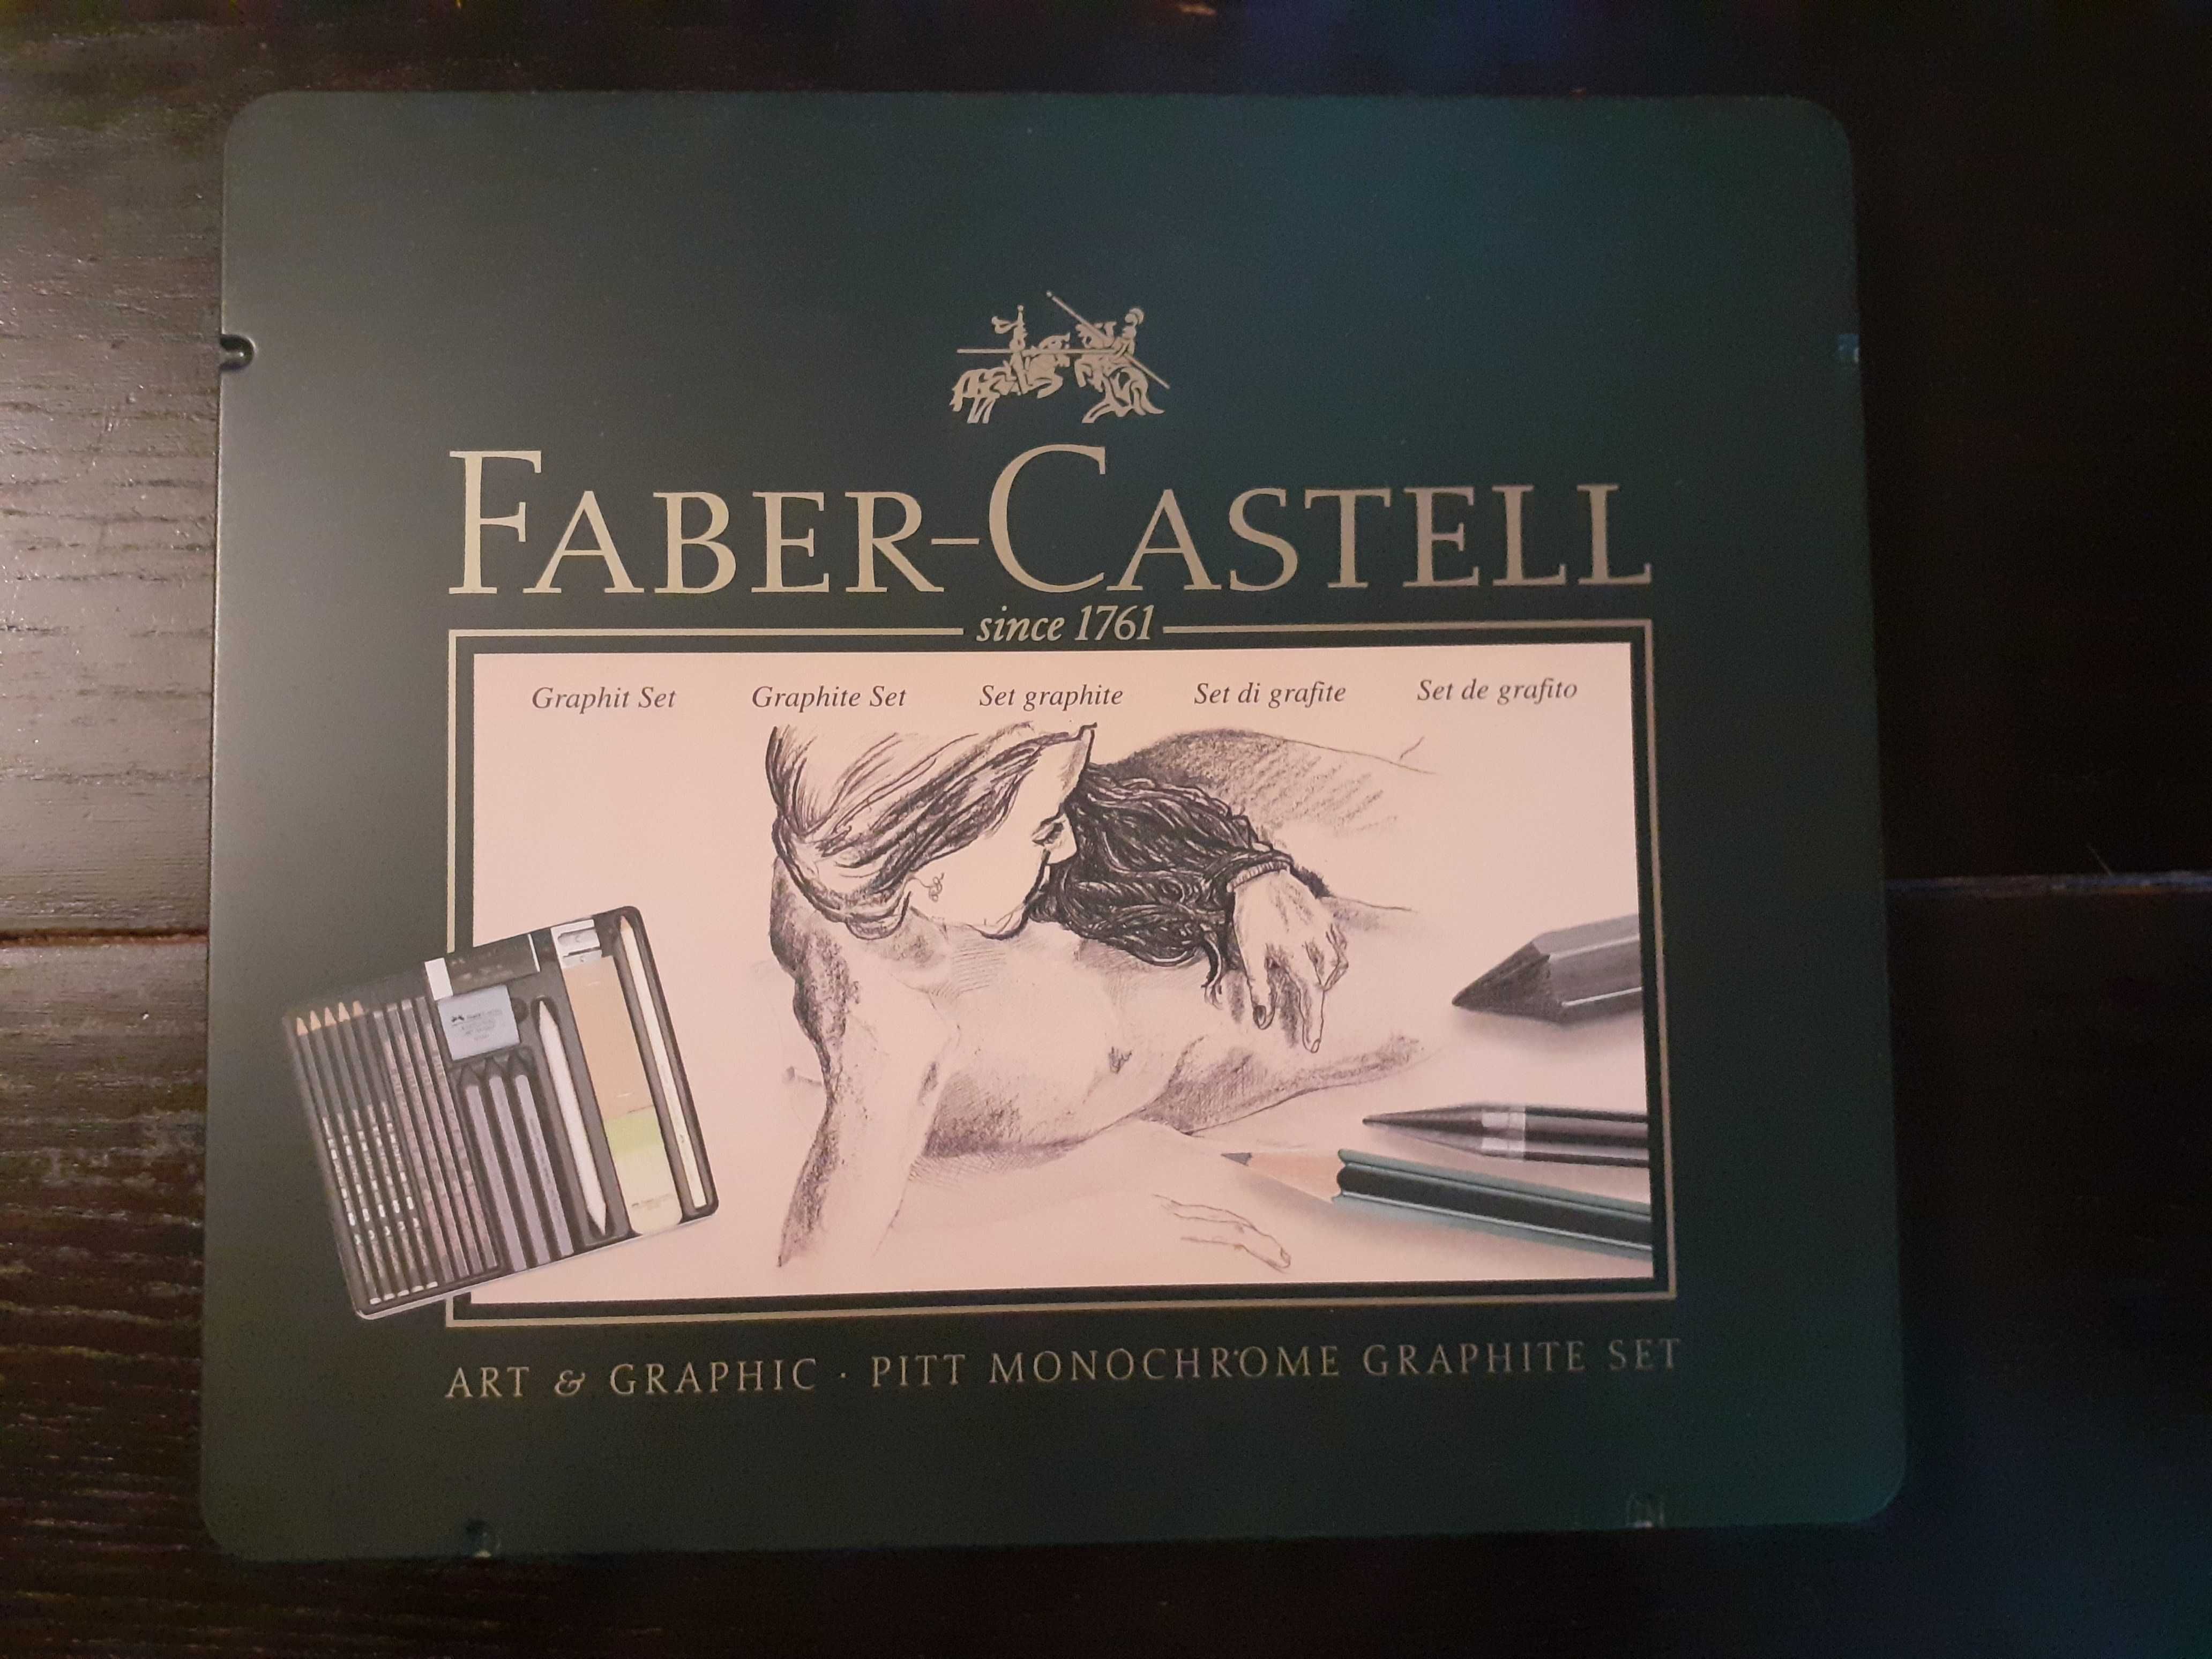 FABER-CASTELL
since 1761
Graphit Set Graphite Set Set graphite Set di grafite Set de grafito
ART & GRAPHIC · PITT MONOCHROME GRAPHITE SET